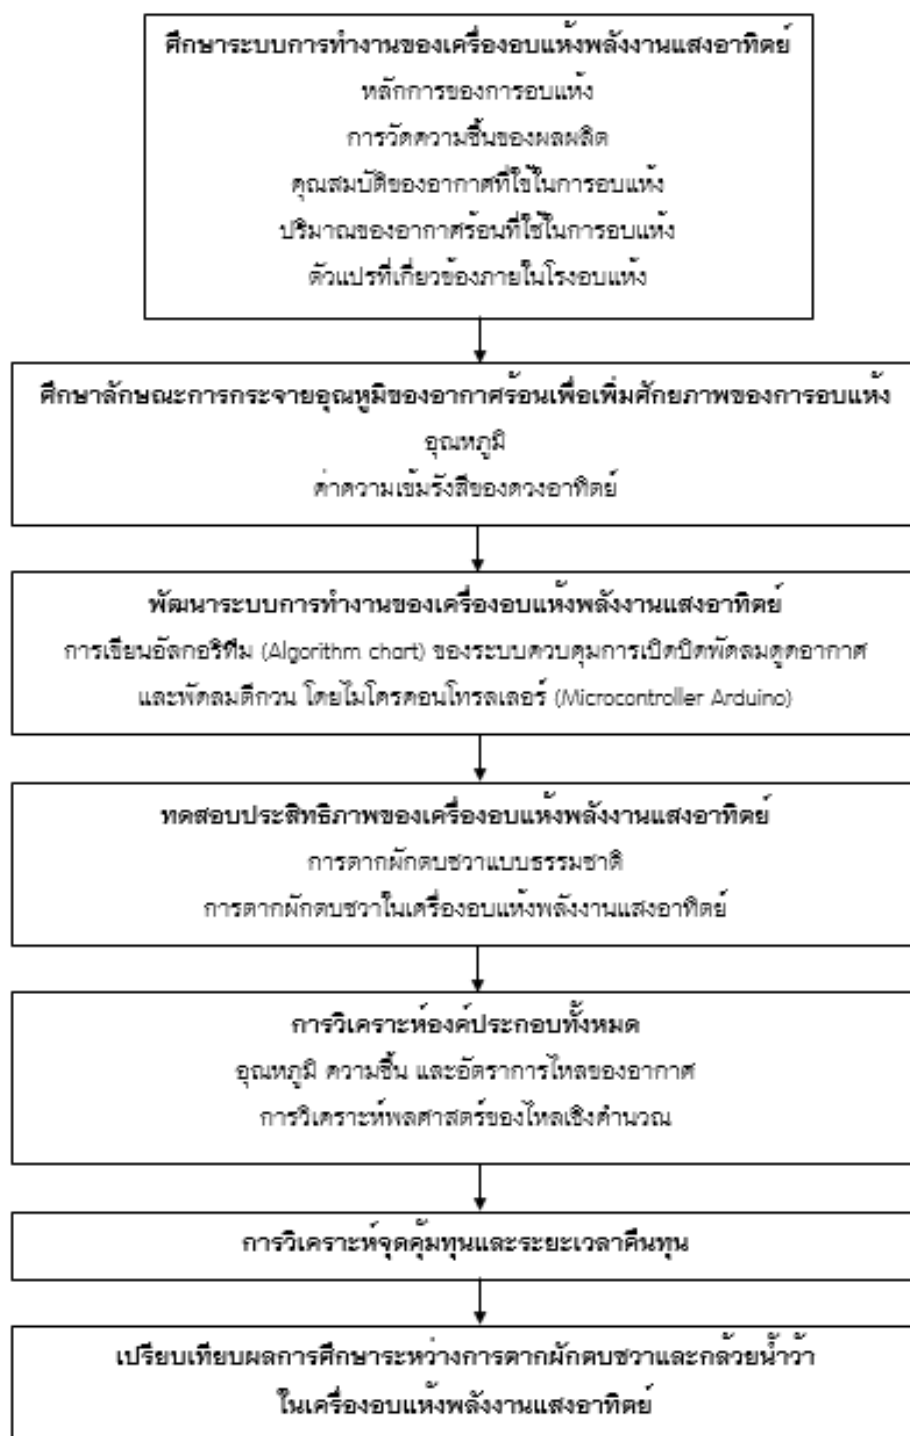 ศึกษาระบบการทำงานของเครื่องอบแห้งพลังงานแสงอาทิตย์
หลักการของการอบแห้ง
การวัดความชื้นของผลผลิต
คุณสมบัติของอากาศที่ใช้ในการอบแห้ง
ปริมาณของอากาศร้อนที่ใช้ในการอบแห้ง
ตัวแปรที่เกี่ยวข้องภายในโรงอบแห้ง
ศึกษาลักษณะการกระจายอุณหภูมิของอากาศร้อนเพื่อเพิ่มศักยภาพของการอบแห้ง
อุณหภูมิ
ค่าความเข้มรังสีของดวงอาทิตย์
พัฒนาระบบการทำงานของเครื่องอบแห้งพลังงานแสงอาทิตย์
การเขียนอัลกอริทึม (Algorithm chart) ของระบบควบคุมการเปิดปิดพัดลมดูดอากาศ
และพัดลมตีกวน โดยไมโครคอนโทรลเลอร์ (Microcontroller Arduino)
ทดสอบประสิทธิภาพของเครื่องอบแห้งพลังงานแสงอาทิตย์
การตากผักตบชวาแบบธรรมชาติ
การตากผักตบชวาในเครื่องอบแห้งพลังงานแสงอาทิตย์
การวิเคราะห์องค์ประกอบทั้งหมด
อุณหภูมิ ความชื้น และอัตราการไหลของอากาศ
การวิเคราะห์พลศาสตร์ของไหลเชิงคำนวณ
การวิเคราะห์จุดคุ้มทุนและระยะเวลาคืนทุน
เปรียบเทียบผลการศึกษาระหว่างการตากผักตบชวาและกล้วยน้ำว้า
ในเครื่องอบแห้งพลังงานแสงอาทิตย์